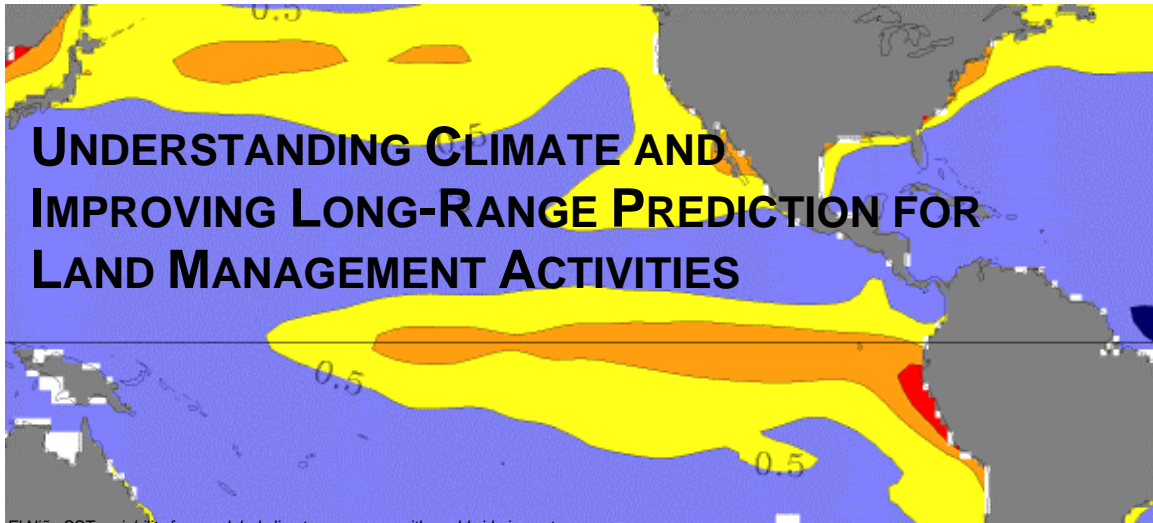 0.5
UNDERSTANDING CLIMATE AND
0.5
IMPROVING LONG-RANGE PREDICTION FOR
LAND MANAGEMENT ACTIVITIES
0.5
0.5